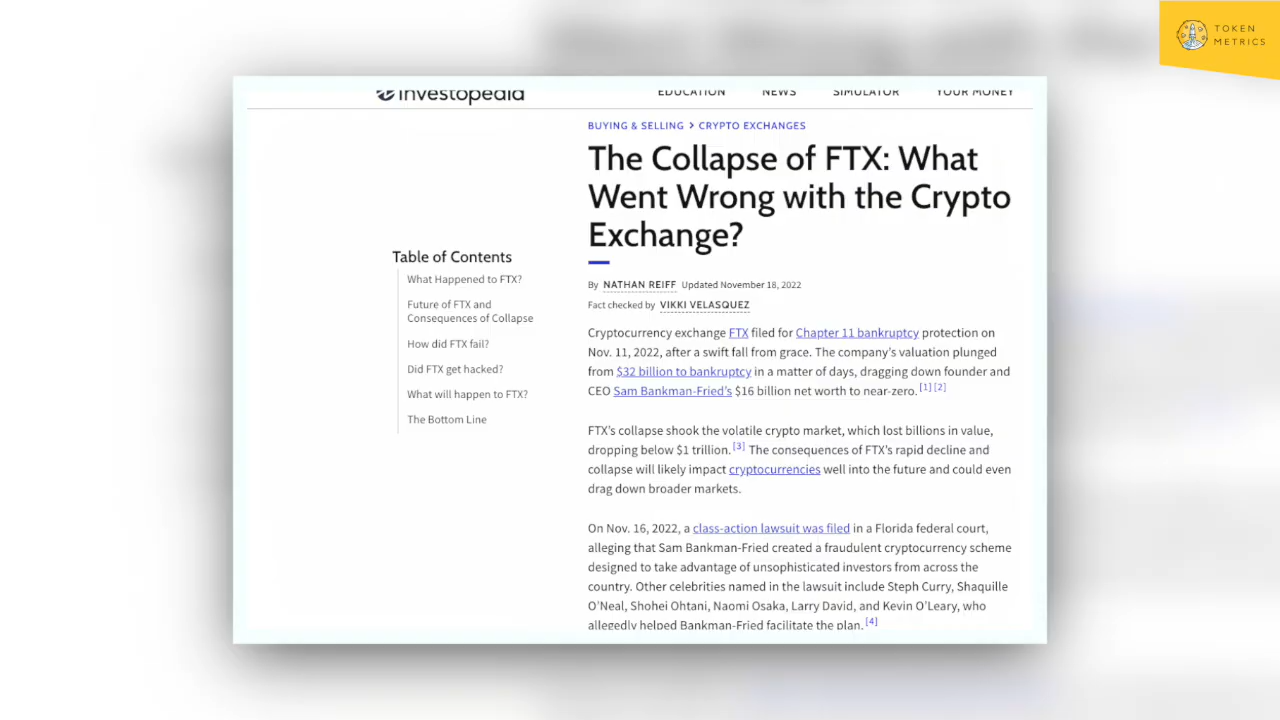 TOKEN
METRICS
investopedia
EDUCATION NEWS SIMULATOR YOUR MONEY
BUYING & SELLING > CRYPTO EXCHANGES
The Collapse of FTX: What
Went Wrong with the Crypto
Exchange?
By NATHAN REIFF Updated November 18, 2022
Fact checked by VIKKI VELASQUEZ
Table of Contents
What Happened to FTX?
Future of FTX and
Consequences of Collapse
How did FTX fail?
Did FTX get hacked?
What will happen to FTX?
The Bottom Line
Cryptocurrency exchange FTX filed for Chapter 11 bankruptcy protection on
Nov. 11, 2022, after a swift fall from grace. The company's valuation plunged
from $32 billion to bankruptcy in a matter of days, dragging down founder and
CEO Sam Bankman-Fried's $16 billion net worth to near-zero. [1] [2]
FTX's collapse shook the volatile crypto market, which lost billions in value,
dropping below $1 trillion. [3] The consequences of FTX's rapid decline and
collapse will likely impact cryptocurrencies well into the future and could even
drag down broader markets.
On Nov. 16, 2022, a class-action lawsuit was filed in a Florida federal court,
alleging that Sam Bankman-Fried created a fraudulent cryptocurrency scheme
designed to take advantage of unsophisticated investors from across the
country. Other celebrities named in the lawsuit include Steph Curry, Shaquille
O'Neal, Shohei Ohtani, Naomi Osaka, Larry David, and Kevin O'Leary, who
allegedly helped Bankman-Fried facilitate the plan. [4]